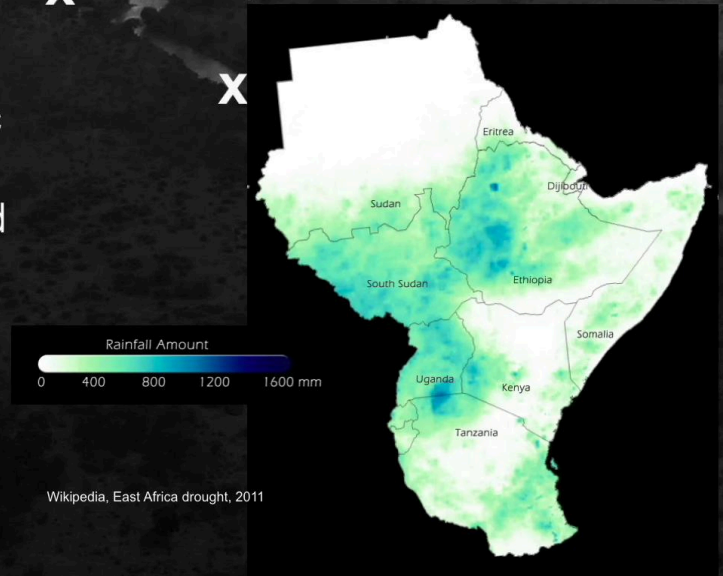 X
X
d
Eritrea
Djibouti
Sudan
South Sudan
Ethiopia
Somalia
Rainfall Amount
0 400 800 1200 1600 mm
Uganda
Kenya
Tanzania
Wikipedia, East Africa drought, 2011